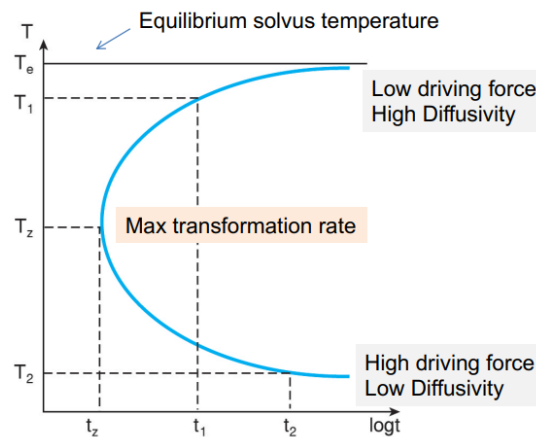 Equilibrium solvus temperature
T
Te
T1
Low driving force
High Diffusivity
Tz
Max transformation rate
T2
High driving force
Low Diffusivity
tz
t1
t2
logt